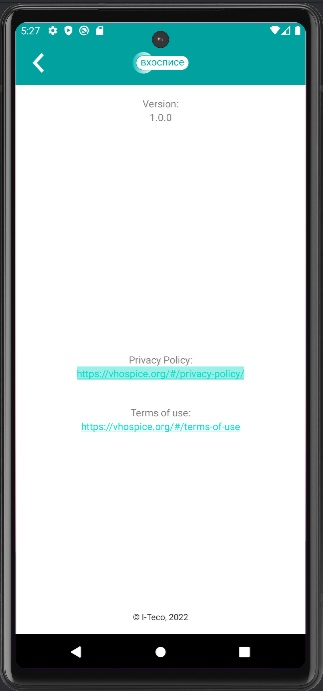 5:27
вхосписе
Version:
1.0.0
Privacy Policy:
https://vhospice.org/#/privacy-policy/
Terms of use:
https://vhospice.org/#/terms-of-use
© I-Teco, 2022